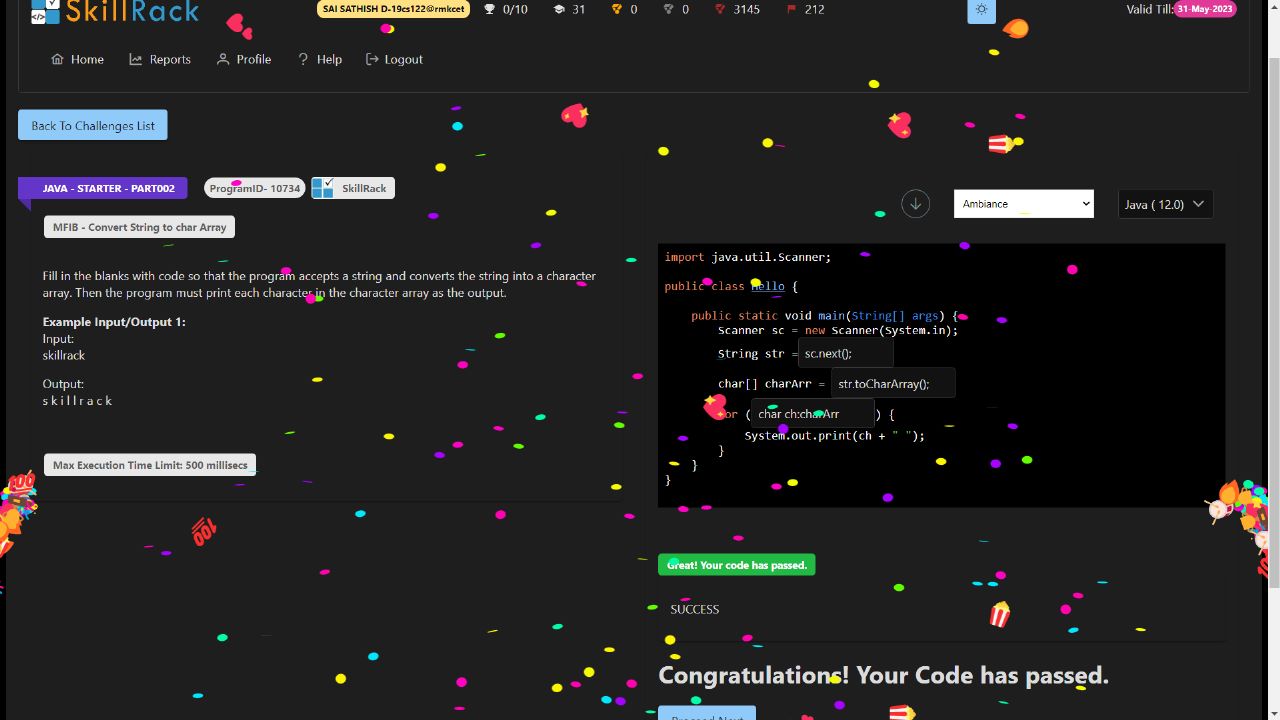 SkillRack
SAI SATHISH D-19cs122@rmkcet
0/10
31
0
0
3145
212
Valid Till:
31-May-2023
Home
Reports
Profile
Help
Logout
Back To Challenges List
JAVA - STARTER - PART002
ProgramID- 10734
SkillRack
Ambiance
Java ( 12.0)
MFIB - Convert String to char Array
Fill in the blanks with code so that the program accepts a string and converts the string into a character
array. Then the program must print each character in the character array as the output.
Example Input/Output 1:
Input:
skillrack
Output:
s k i l l r a c k
Max Execution Time Limit: 500 millisecs
import java.util.Scanner;
public class Hello {
public static void main(String[] args) {
Scanner sc = new Scanner(System.in);
String str = sc.next();
char[] charArr = str.toCharArray();
for ( char ch:charArr ) {
System.out.print(ch + " ");
}
}
}
Great! Your code has passed.
SUCCESS
Congratulations! Your Code has passed.
Proceed Next
100
100